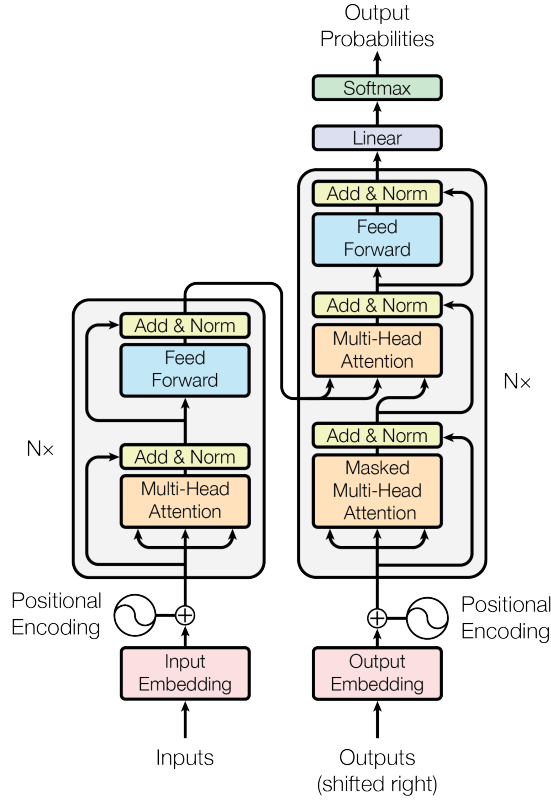 Output
Probabilities
Softmax
Linear
Add & Norm
Feed
Forward
Add & Norm
Multi-Head
Attention
Add & Norm
Masked
Multi-Head
Attention
N×
Add & Norm
Feed
Forward
Add & Norm
Multi-Head
Attention
N×
Positional
Encoding
Positional
Encoding
Input
Embedding
Output
Embedding
Inputs
Outputs
(shifted right)